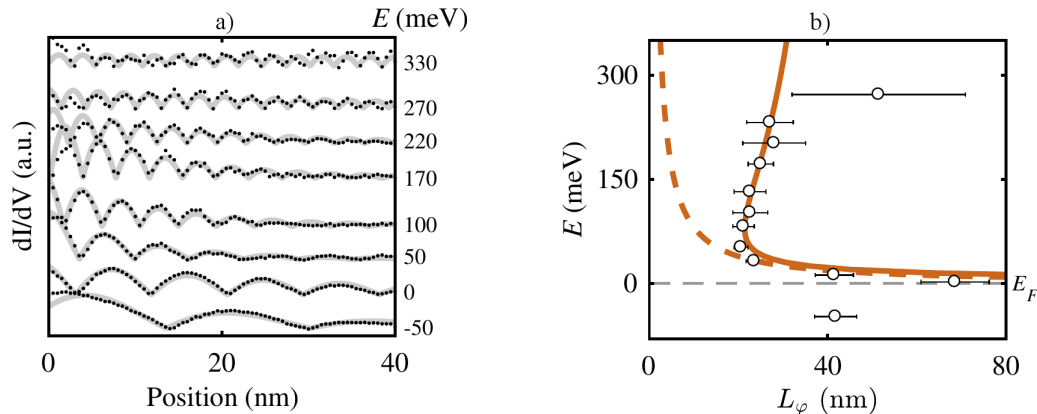 a)
E (meV)
dI/dV (a.u.)
330
270
220
170
100
50
0
-50
0
20
40
Position (nm)
b)
E (meV)
300
150
0
E_F
0
40
80
L_φ (nm)